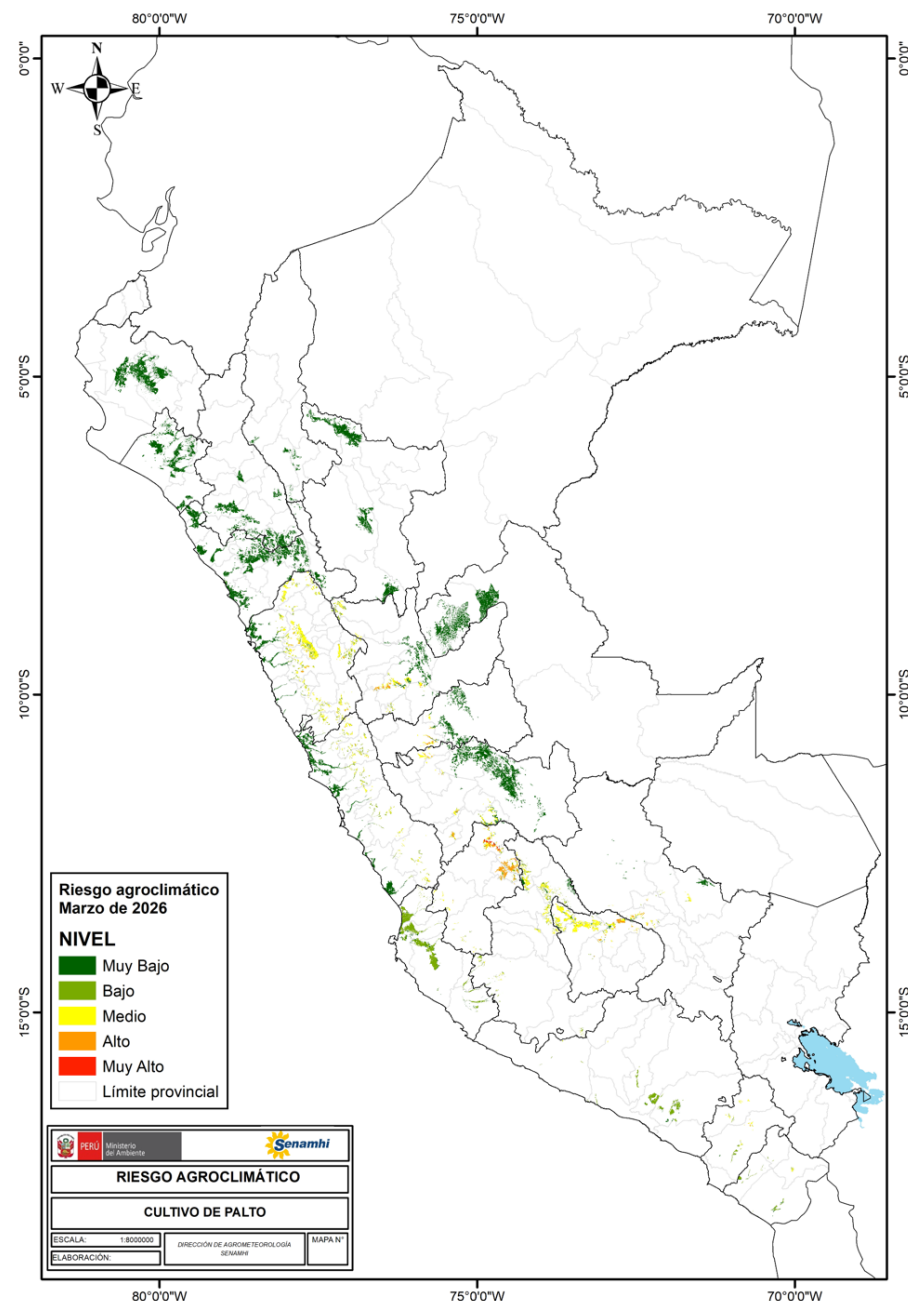 80°0'0"W 75°0'0"W 70°0'0"W
N
W E
S
0°0'0" 0°0'0"
5°0'0"S 5°0'0"S
10°0'0"S 10°0'0"S
15°0'0"S 15°0'0"S
Riesgo agroclimático
Marzo de 2026
NIVEL
Muy Bajo
Bajo
Medio
Alto
Muy Alto
Límite provincial
PERÚ Ministerio
del Ambiente
Senamhi
RIESGO AGROCLIMÁTICO
CULTIVO DE PALTO
ESCALA: 1:8000000
ELABORACIÓN:
DIRECCIÓN DE AGROMETEOROLOGÍA
SENAMHI
MAPA N°
80°0'0"W 75°0'0"W 70°0'0"W